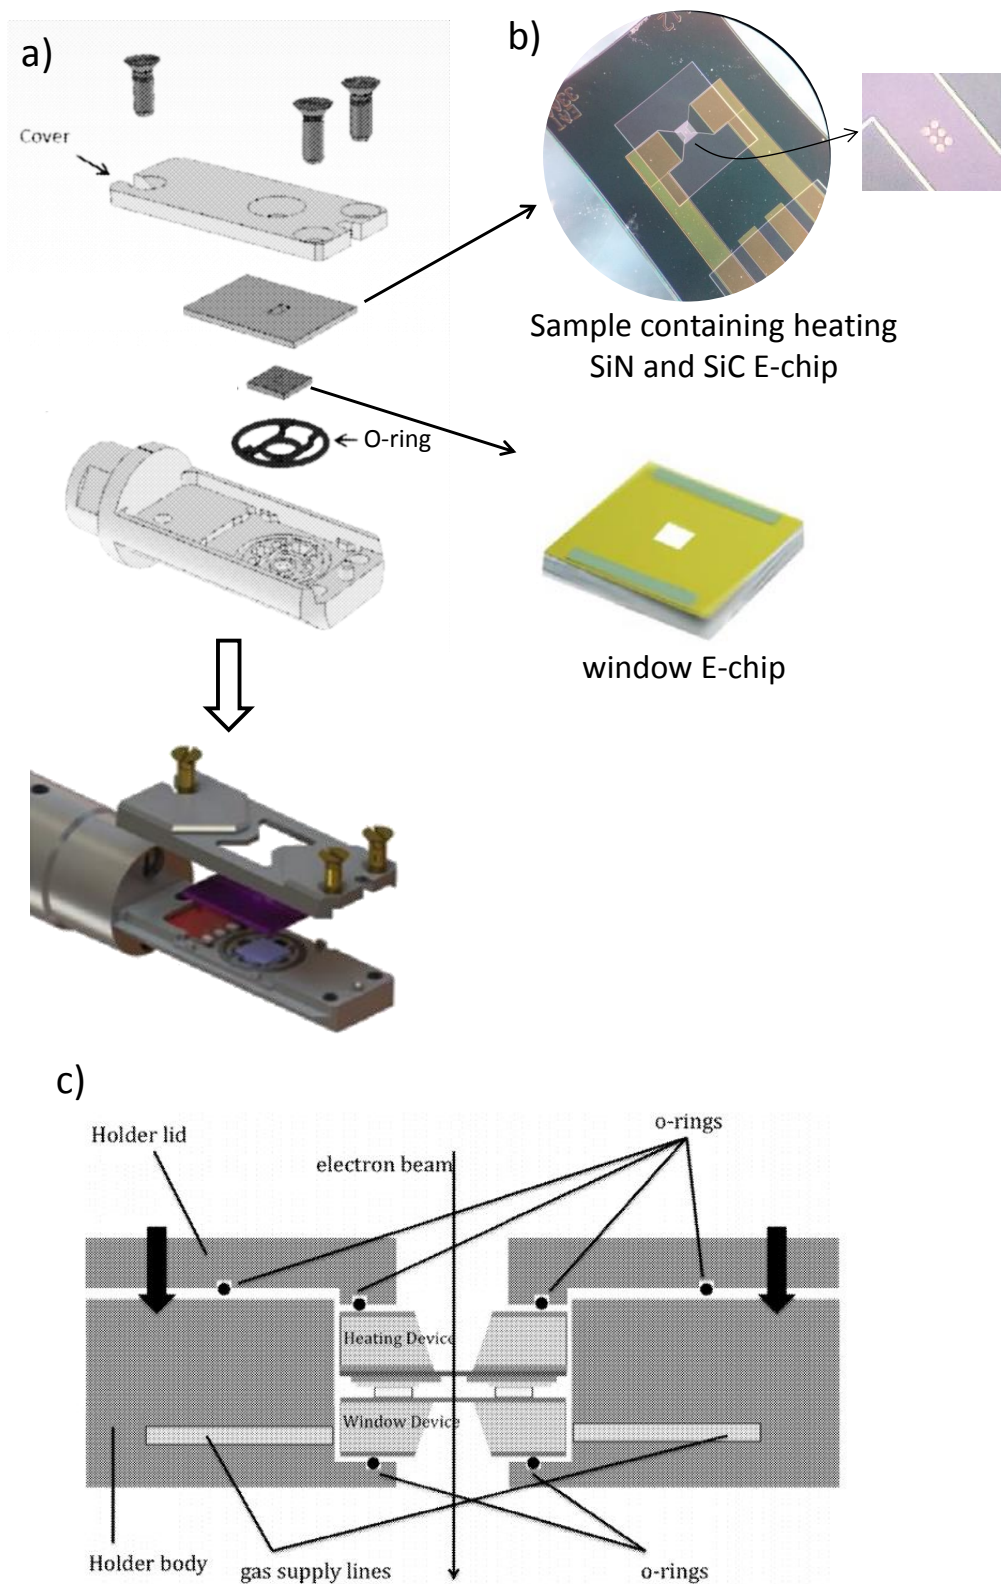 a)
b)
Cover
Sample containing heating
SiN and SiC E-chip
O-ring
window E-chip
c)
Holder lid
o-rings
electron beam
Heating Device
Window Device
Holder body
gas supply lines
o-rings